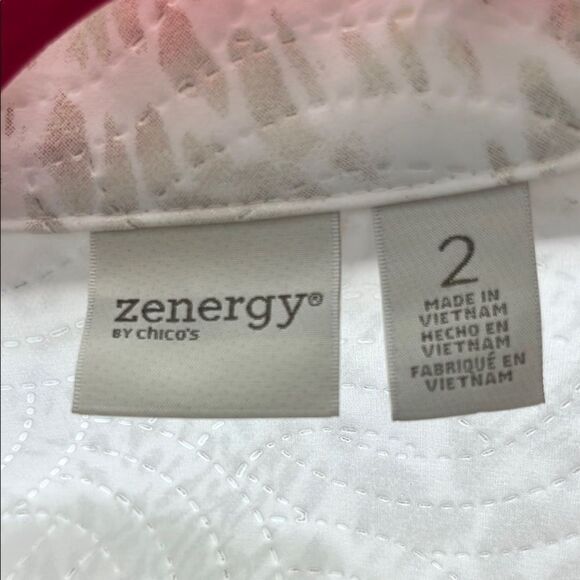 zenergy®
BY chico's
2
MADE IN
VIETNAM
HECHO EN
VIETNAM
FABRIQUÉ EN
VIETNAM